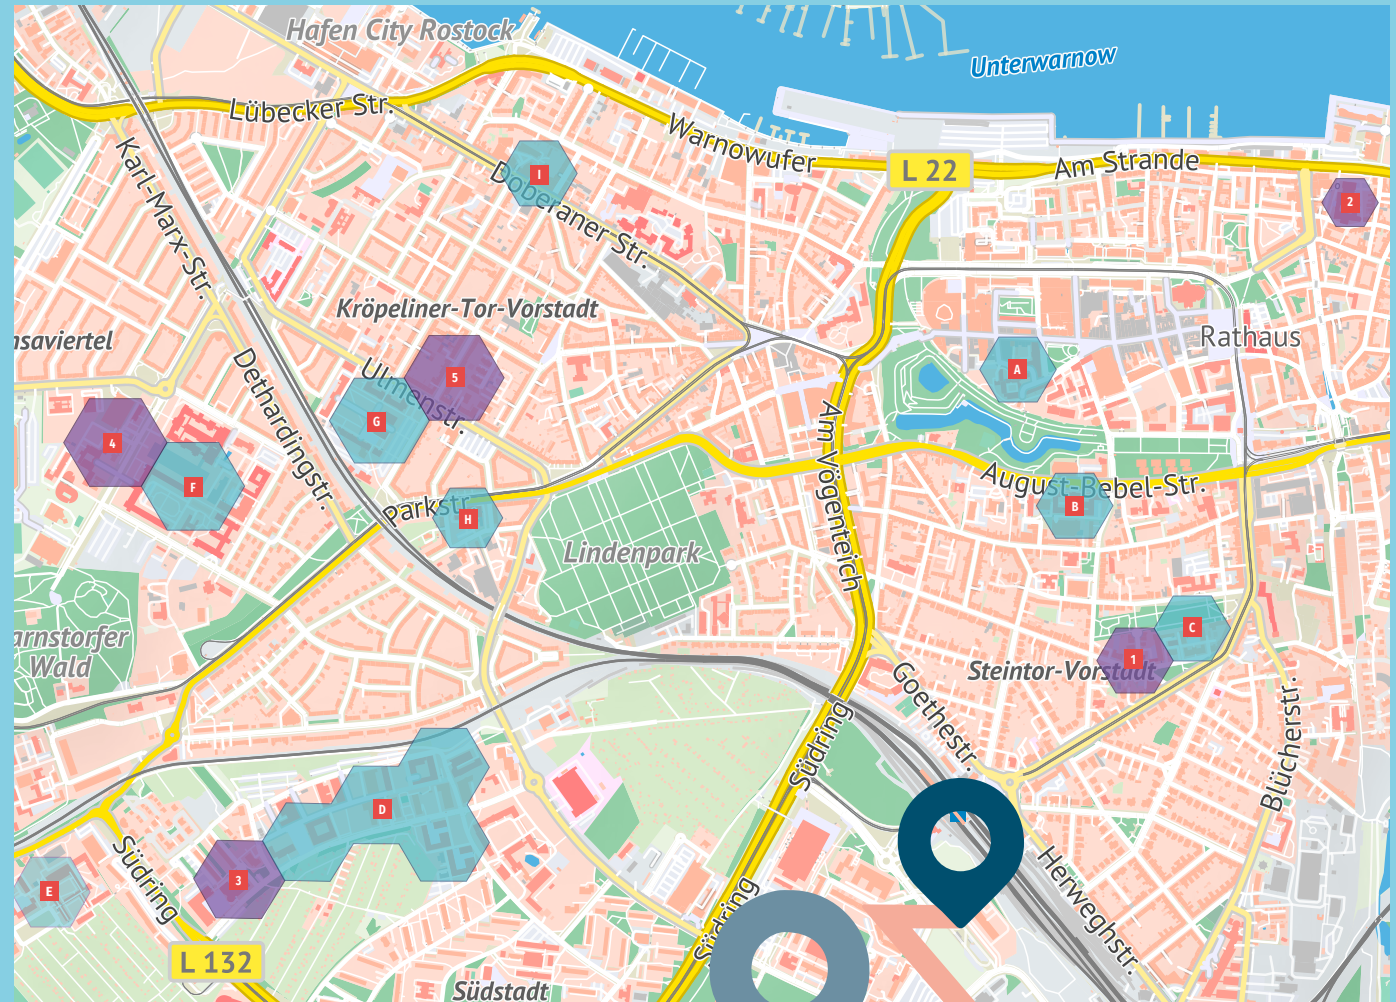 Hafen City Rostock
Unterwarnow
Lübecker Str.
Warnowufer
L 22
Am Strande
Karl-Marx-Str.
I
Doberaner-Str.
2
Kröpeliner-Tor-Vorstadt
Rathaus
nsaviertel
A
Ulmenstr.
5
Dethardingstr.
G
4
Am Vögenteich
F
August-Bebel-Str.
Parkstr.
H
B
Lindenpark
arnstorfer
Wald
C
1
Steintor-Vorstadt
Goethestr.
Südring
Blücherstr.
D
Südring
3
E
Herweghstr.
Südring
L 132
Südstadt